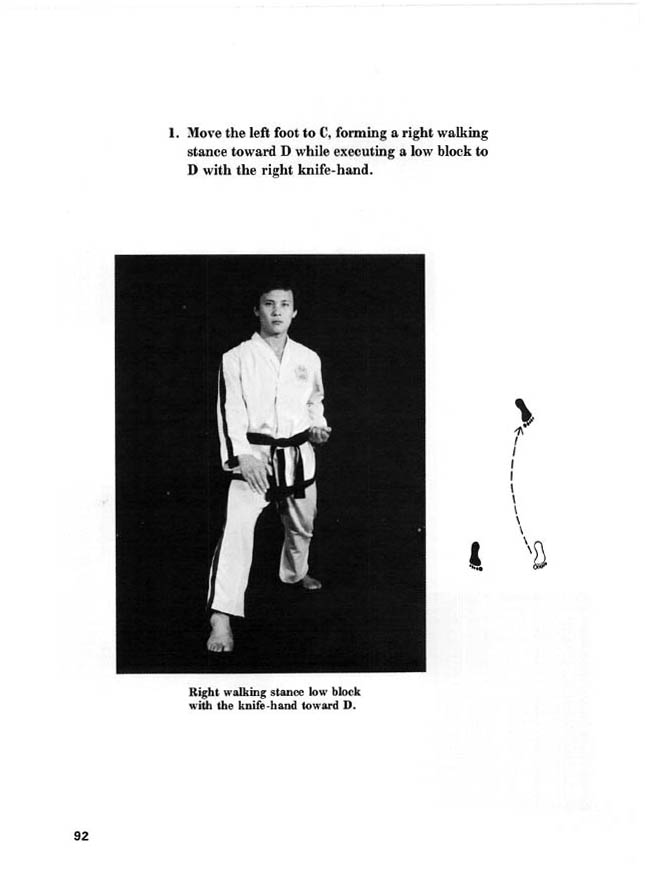 1. Move the left foot to C, forming a right walking
stance toward D while executing a low block to
D with the right knife-hand.
Right walking stance low block
with the knife-hand toward D.
92